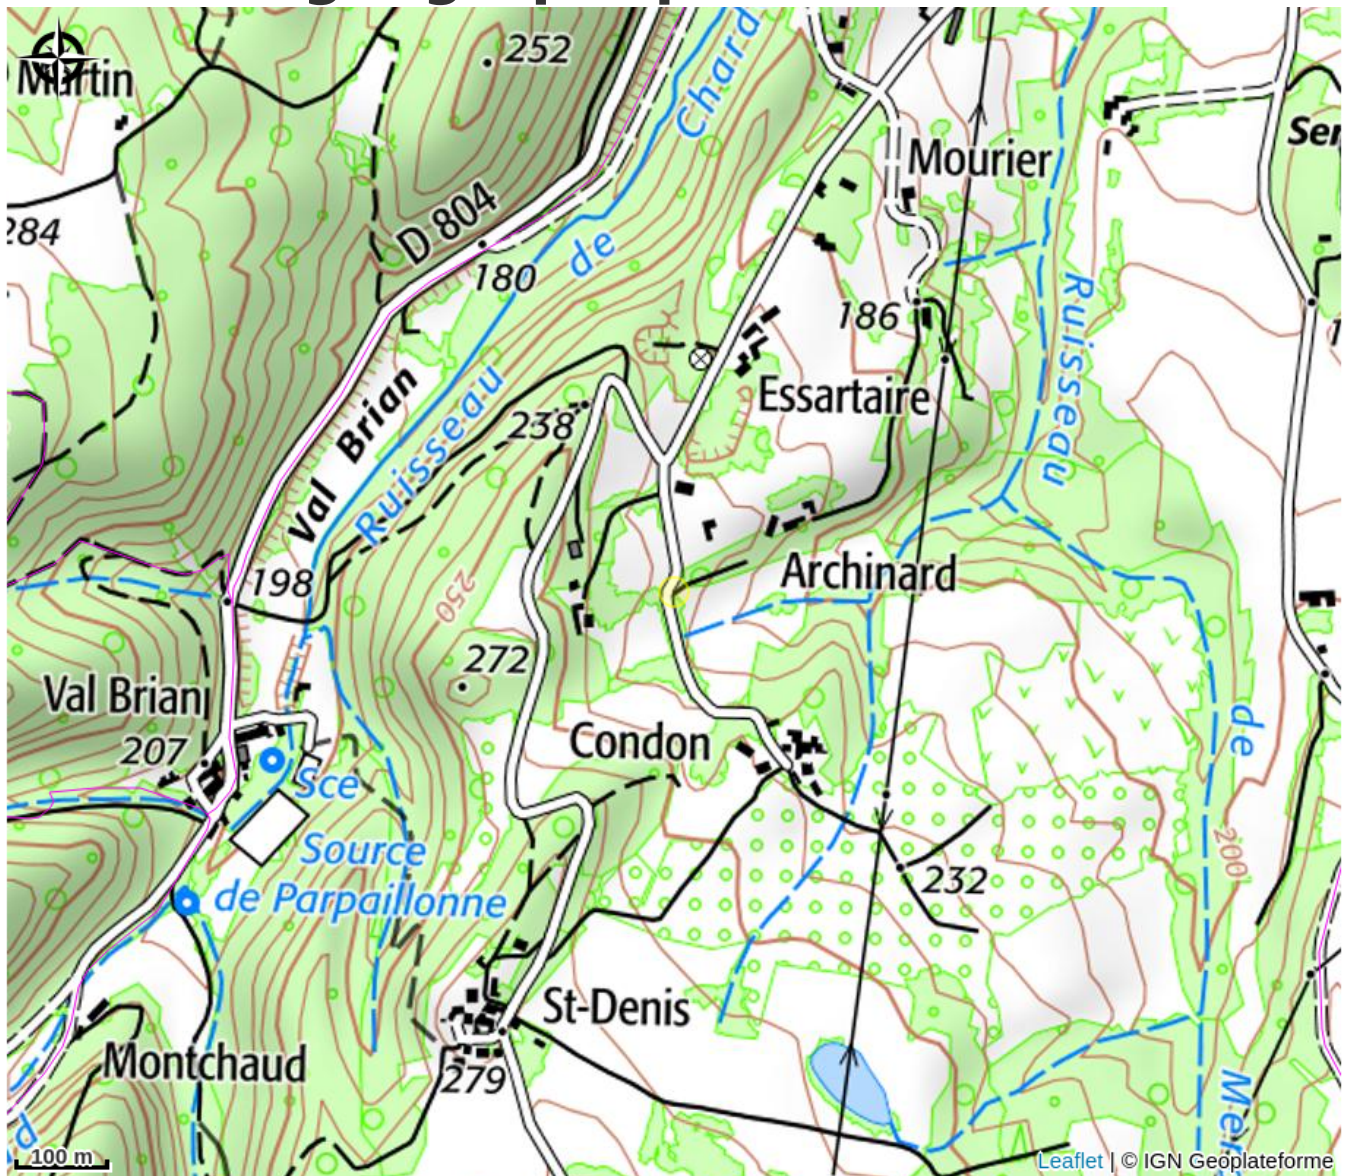 252
Martin
Chard
Mourier
Ser
284
D 804
de
180
Ruisseau
186
Essartaire
Val Brian
Ruisseau
238
198
250
Archinard
272
Val Brian
207
Condon
de
Sce
Source
de Parpaillonne
200
232
St-Denis
Montchaud
279
Mer
d
100 m
Leaflet | © IGN Geoplateforme